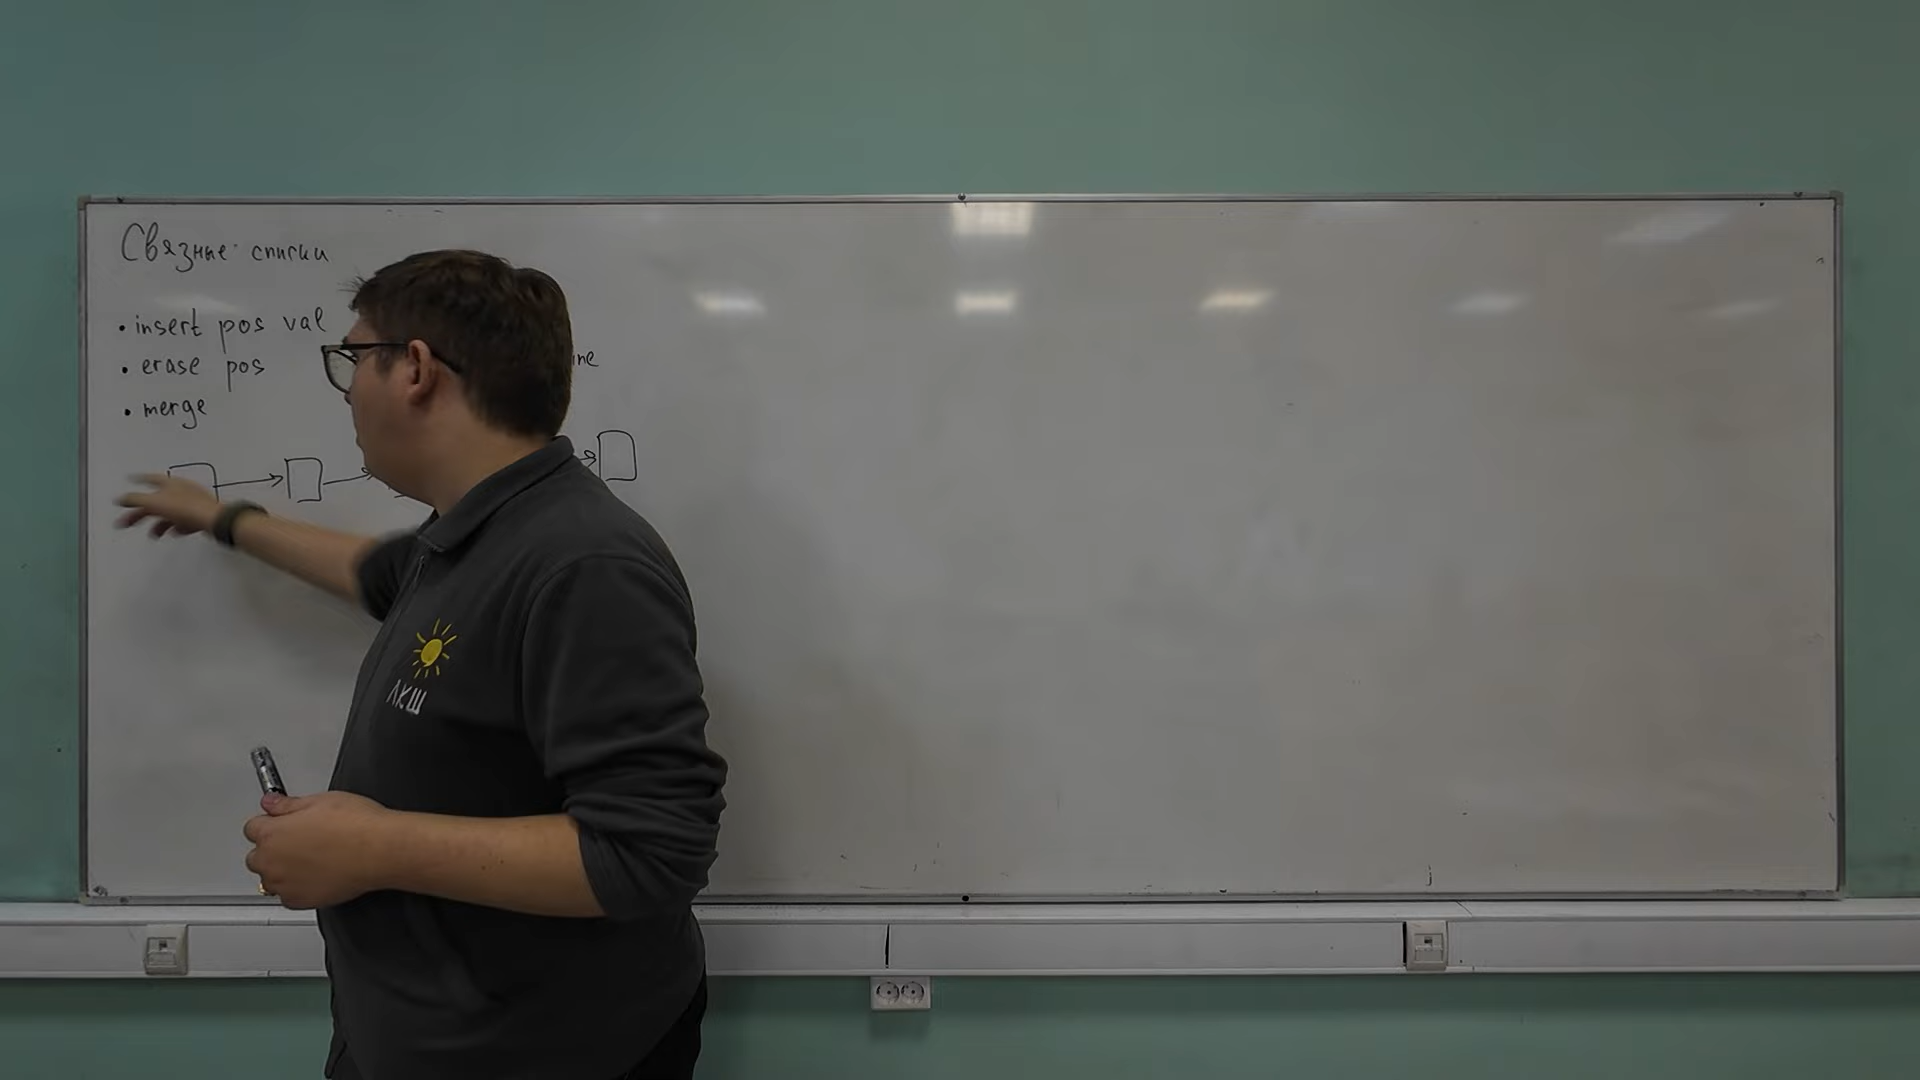 Связные списки
• insert pos val
• erase pos
• merge
ЛКШ